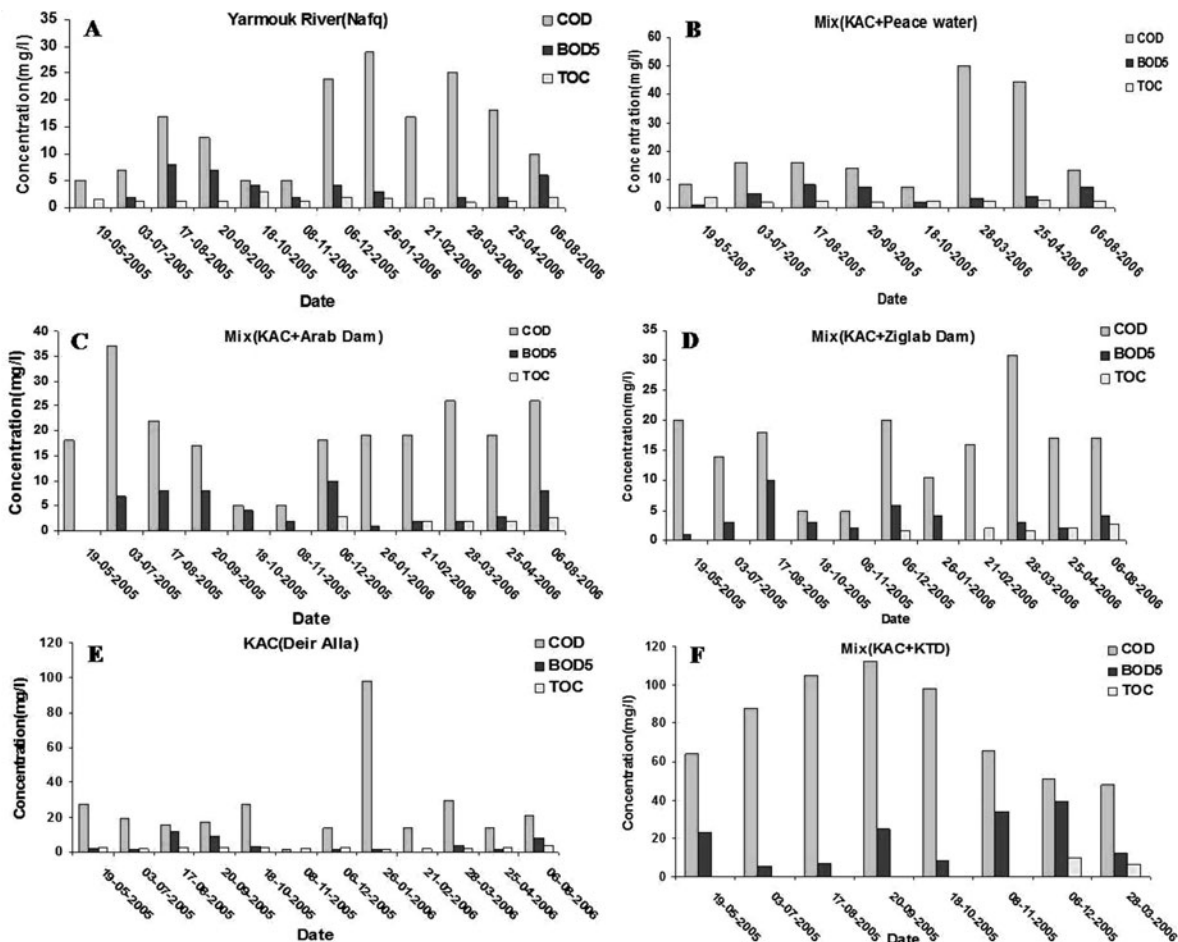 A
Yarmouk River(Nafq)
COD
BOD5
TOC
Concentration(mg/l)
35
30
25
20
15
10
5
0
19-05-2005
03-07-2005
17-08-2005
20-09-2005
18-10-2005
08-11-2005
06-12-2005
26-01-2006
21-02-2006
28-03-2006
25-04-2006
06-08-2006
Date
B
Mix(KAC+Peace water)
COD
BOD5
TOC
Concentration(mg/l)
60
50
40
30
20
10
0
19-05-2005
03-07-2005
17-08-2005
20-09-2005
18-10-2005
28-03-2006
25-04-2006
06-08-2006
Date
C
Mix(KAC+Arab Dam)
COD
BOD5
TOC
Concentration(mg/l)
40
35
30
25
20
15
10
5
0
19-05-2005
03-07-2005
17-08-2005
20-09-2005
18-10-2005
08-11-2005
06-12-2005
26-01-2006
21-02-2006
28-03-2006
25-04-2006
06-08-2006
Date
D
Mix(KAC+Ziglab Dam)
COD
BOD5
TOC
Concentration(mg/l)
35
30
25
20
15
10
5
0
19-05-2005
03-07-2005
17-08-2005
18-10-2005
08-11-2005
06-12-2005
26-01-2006
21-02-2006
28-03-2006
25-04-2006
06-08-2006
Date
E
KAC(Deir Alla)
COD
BOD5
TOC
Concentration(mg/l)
120
100
80
60
40
20
0
19-05-2005
03-07-2005
17-08-2005
20-09-2005
18-10-2005
08-11-2005
06-12-2005
26-01-2006
21-02-2006
28-03-2006
25-04-2006
06-08-2006
Date
F
Mix(KAC+KTD)
COD
BOD5
TOC
Concentration(mg/l)
120
100
80
60
40
20
0
19-05-2005
03-07-2005
17-08-2005
20-09-2005
18-10-2005
08-11-2005
06-12-2005
28-03-2006
Date